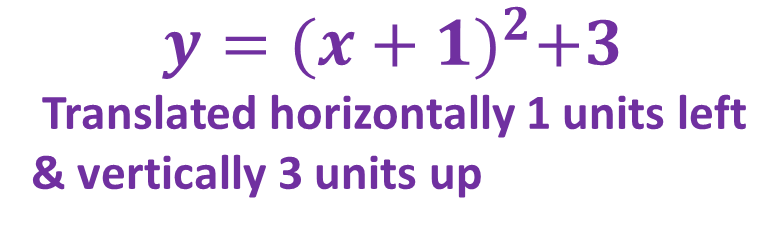 y = (x + 1)²+3
Translated horizontally 1 units left
& vertically 3 units up